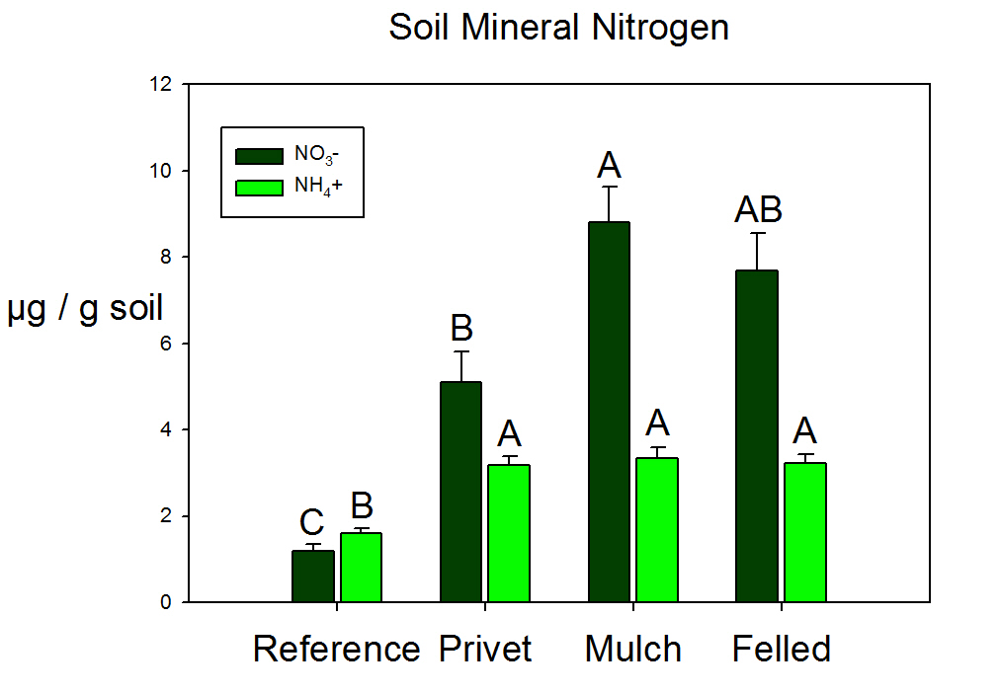 Soil Mineral Nitrogen
12
10
8
6
4
2
0
µg / g soil
NO3-
NH4+
C
B
B
A
A
A
AB
A
Reference Privet Mulch Felled